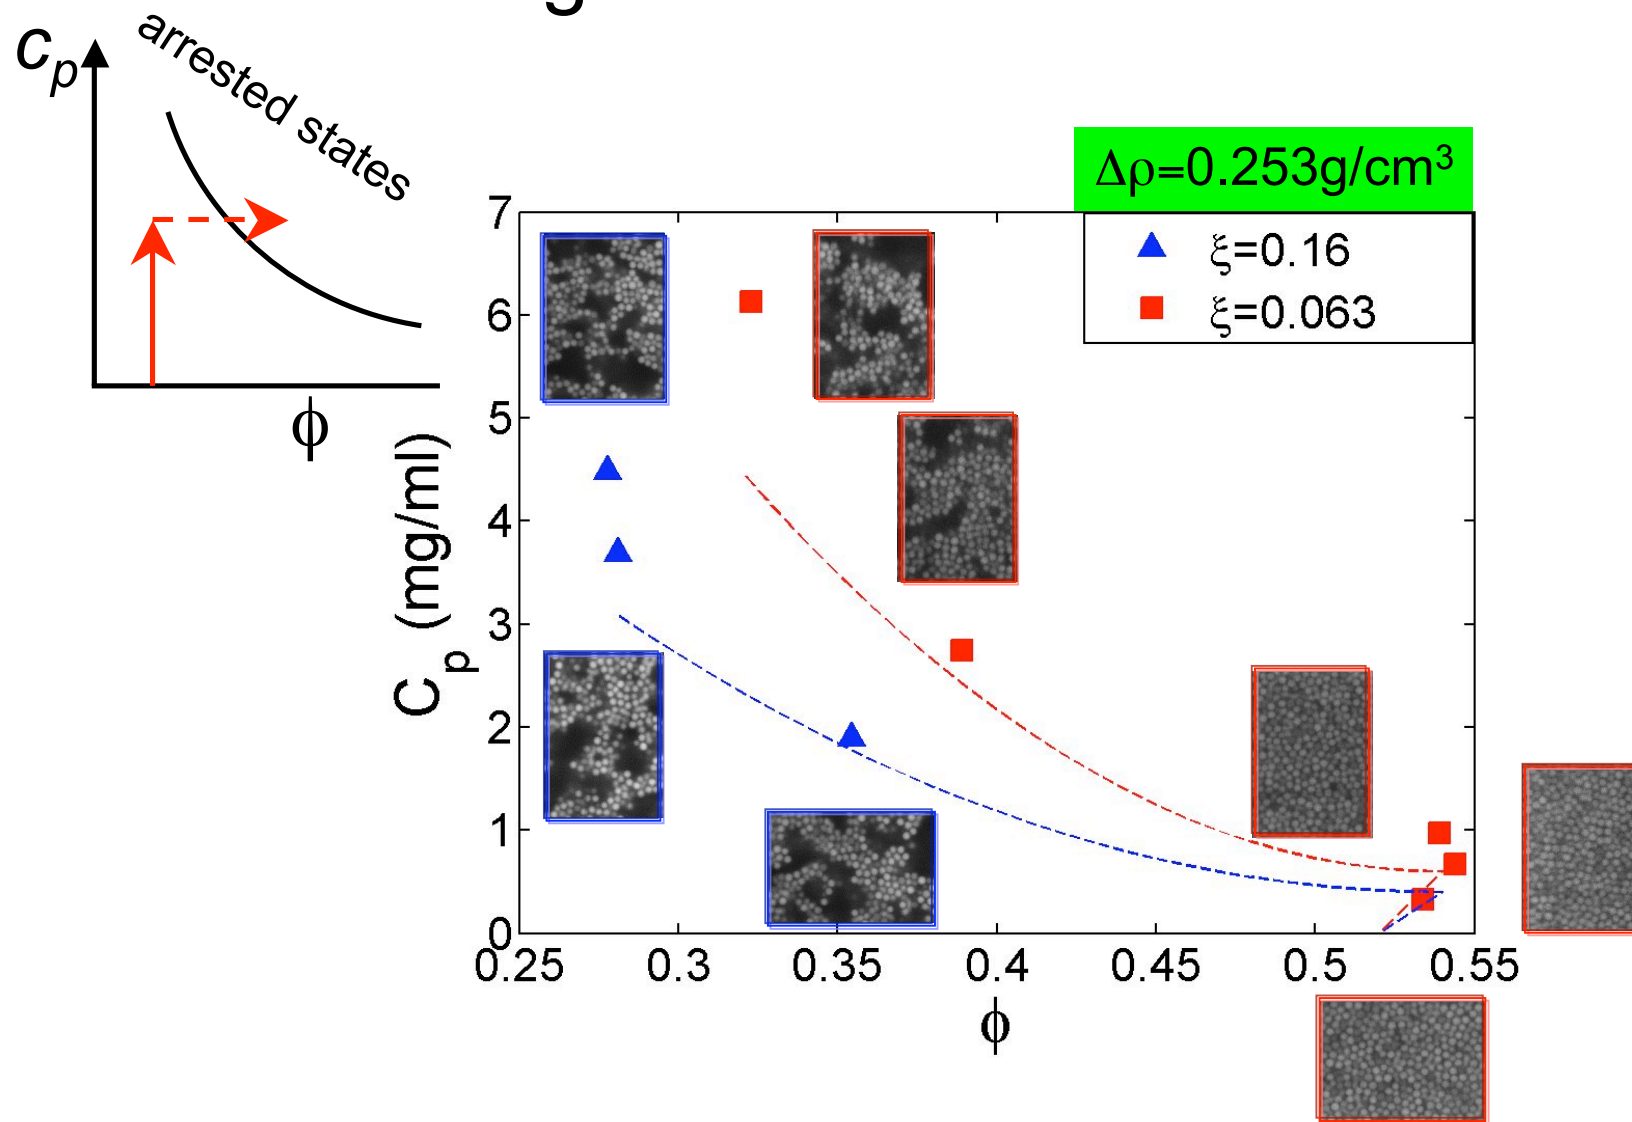 g
c_p
arrested states
ϕ
Δρ=0.253g/cm³
ξ=0.16
ξ=0.063
C_p (mg/ml)
7
6
5
4
3
2
1
0
0.25 0.3 0.35 0.4 0.45 0.5 0.55
ϕ